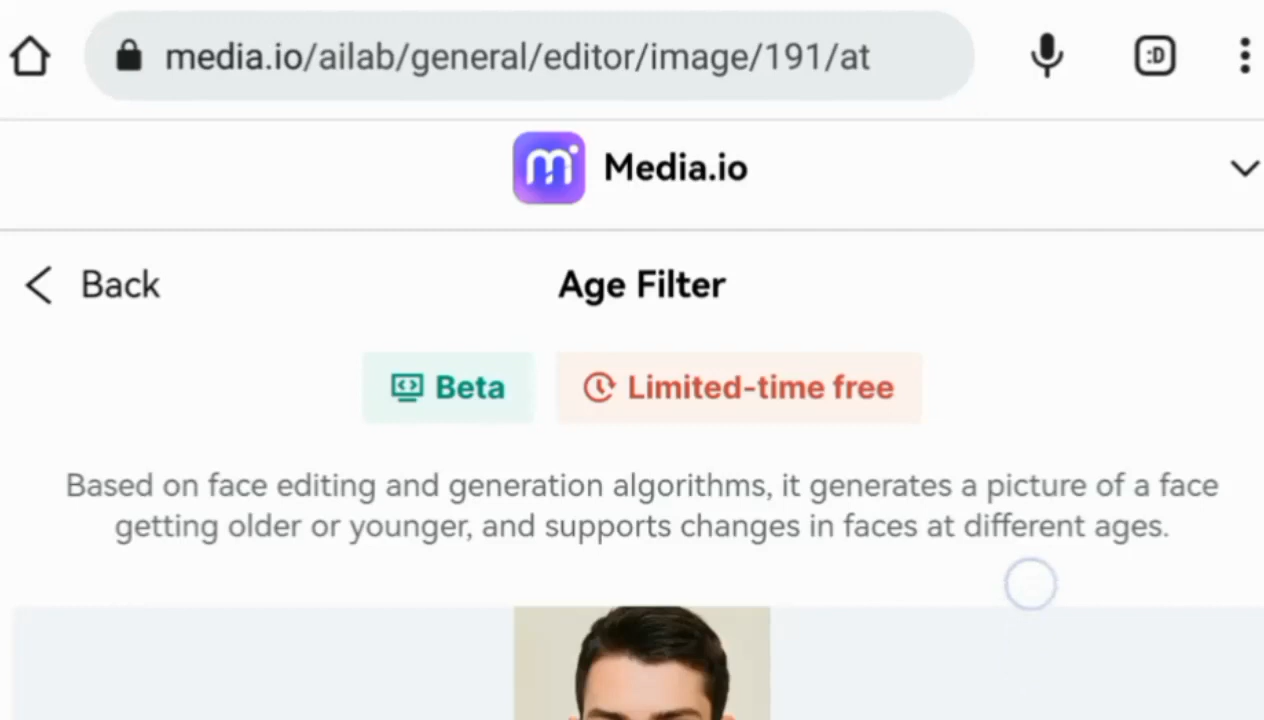 media.io/ailab/general/editor/image/191/at
:D
Media.io
Back
Age Filter
Beta
Limited-time free
Based on face editing and generation algorithms, it generates a picture of a face
getting older or younger, and supports changes in faces at different ages.